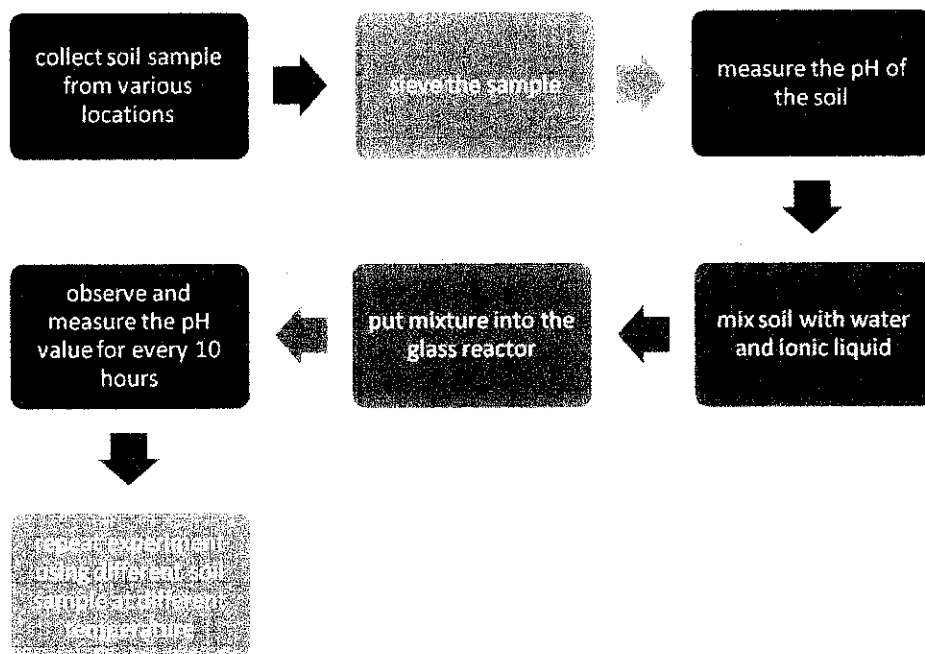 collect soil sample
from various
locations
sieve the sample
measure the pH of
the soil
mix soil with water
and ionic liquid
put mixture into the
glass reactor
observe and
measure the pH
value for every 10
hours
repeat experiment
using different soil
sample at different
temperature